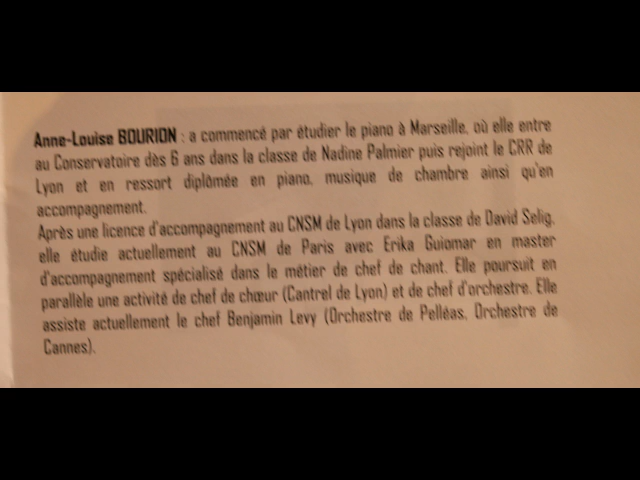 Anne-Louise BOURION : a commencé par étudier le piano à Marseille, où elle entre
au Conservatoire dès 6 ans dans la classe de Nadine Palmier puis rejoint le CRR de
Lyon et en ressort diplômée en piano, musique de chambre ainsi qu'en
accompagnement.
Après une licence d'accompagnement au CNSM de Lyon dans la classe de David Selig,
elle étudie actuellement au CNSM de Paris avec Erika Guiomar en master
d'accompagnement spécialisé dans le métier de chef de chant. Elle poursuit en
parallèle une activité de chef de chœur (Cantrel de Lyon) et de chef d'orchestre. Elle
assiste actuellement le chef Benjamin Levy (Orchestre de Pelléas, Orchestre de
Cannes).